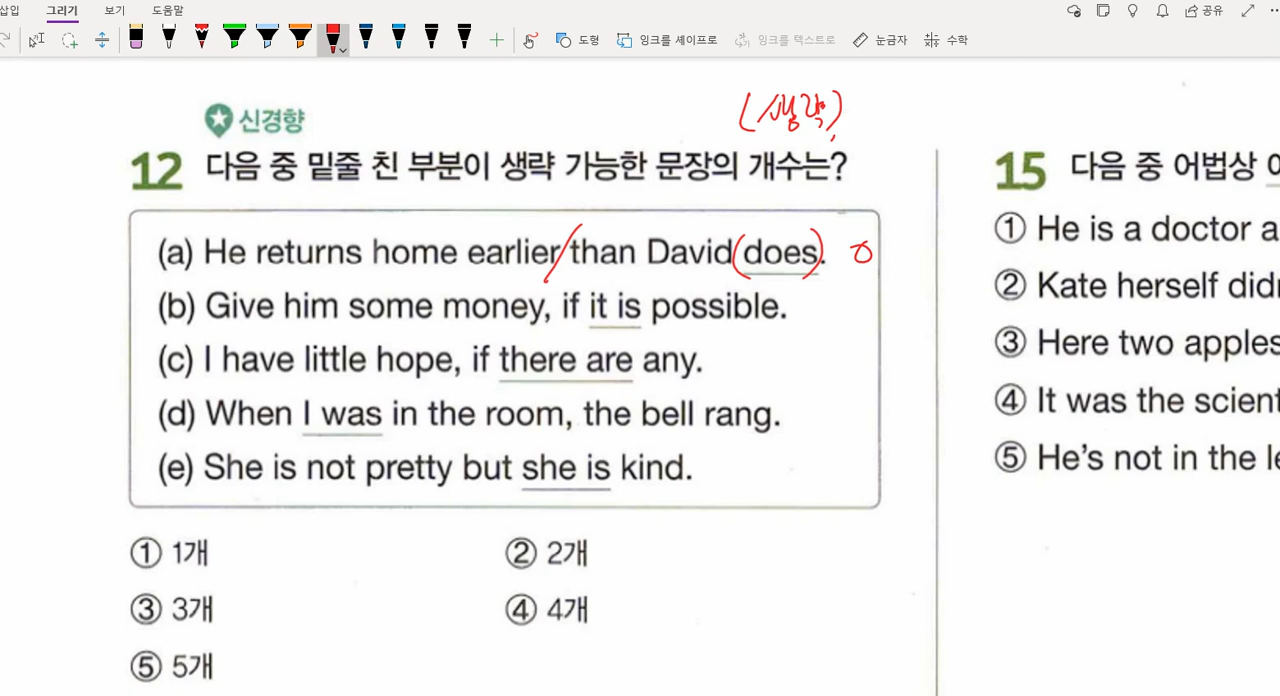 삽입 그리기 보기 도움말 공유
도형 잉크를 셰이프로 잉크를 텍스트로 눈금자 수학
(생략)
신경향
12 다음 중 밑줄 친 부분이 생략 가능한 문장의 개수는?
(a) He returns home earlier/than David(does). O
(b) Give him some money, if it is possible.
(c) I have little hope, if there are any.
(d) When I was in the room, the bell rang.
(e) She is not pretty but she is kind.
① 1개 ② 2개
③ 3개 ④ 4개
⑤ 5개
15 다음 중 어법상
① He is a doctor a
② Kate herself did
③ Here two apples
④ It was the scient
⑤ He's not in the le